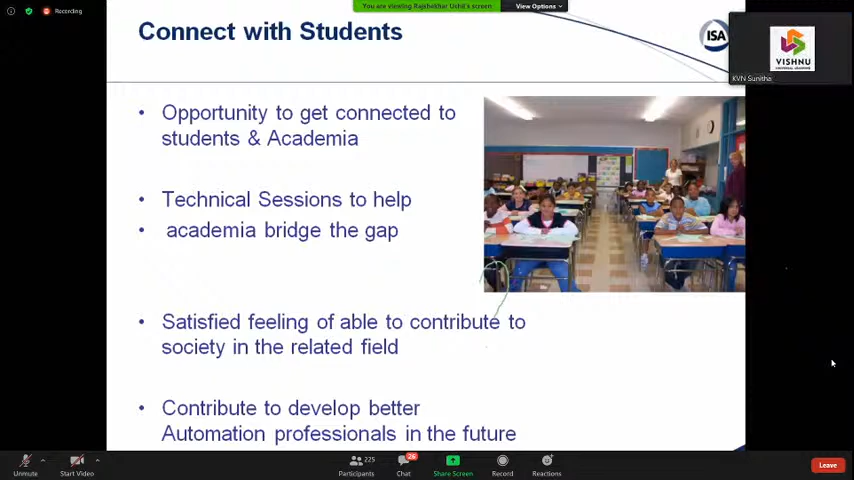 Recording
You are viewing Rajshekhar Uchil's screen
View Options
Connect with Students
ISA
VISHNU
UNIVERSAL LEARNING
KVN Sunitha
• Opportunity to get connected to
students & Academia
• Technical Sessions to help
• academia bridge the gap
• Satisfied feeling of able to contribute to
society in the related field
• Contribute to develop better
Automation professionals in the future
Unmute
Start Video
225
Participants
26
Chat
Share Screen
Record
Reactions
Leave